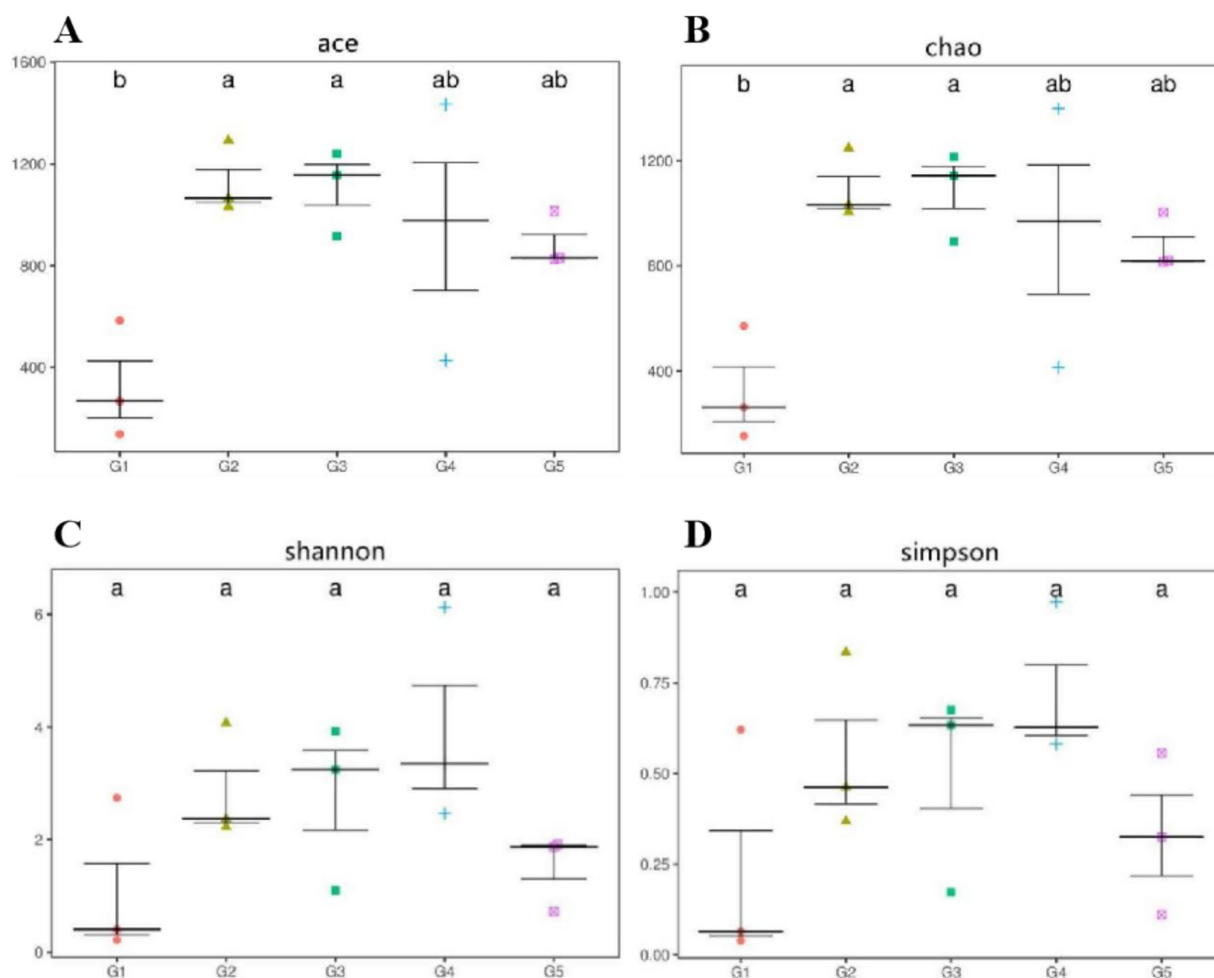 A
ace
b a a ab ab
1600
1200
800
400
G1 G2 G3 G4 G5
B
chao
b a a ab ab
1200
800
400
G1 G2 G3 G4 G5
C
shannon
a a a a a
6
4
2
0
G1 G2 G3 G4 G5
D
simpson
a a a a a
1.00
0.75
0.50
0.25
0.00
G1 G2 G3 G4 G5